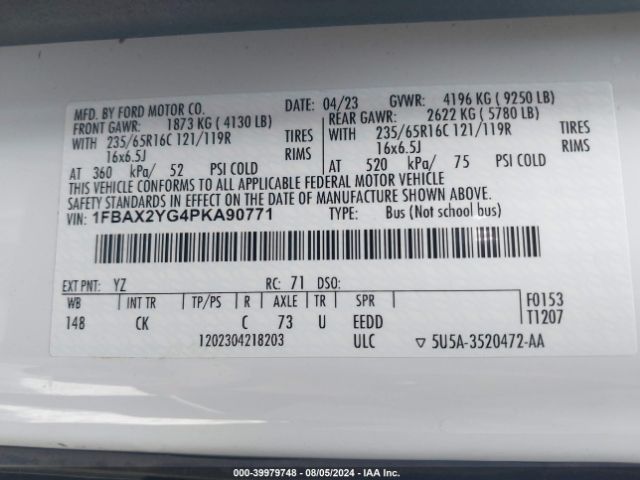 MFD. BY FORD MOTOR CO. DATE: 04/23 GVWR: 4196 KG ( 9250 LB)
FRONT GAWR: 1873 KG ( 4130 LB) REAR GAWR: 2622 KG ( 5780 LB)
WITH 235/65R16C 121/119R TIRES WITH 235/65R16C 121/119R TIRES
16x6.5J RIMS 16x6.5J RIMS
AT 360 kPa/ 52 PSI COLD AT 520 kPa/ 75 PSI COLD
THIS VEHICLE CONFORMS TO ALL APPLICABLE FEDERAL MOTOR VEHICLE
SAFETY STANDARDS IN EFFECT ON THE DATE OF MANUFACTURE SHOWN ABOVE.
VIN: 1FBAX2YG4PKA90771 TYPE: Bus (Not school bus)
EXT PNT: YZ RC: 71 DSO:
WB INT TR TP/PS R AXLE TR SPR F0153
148 CK C 73 U EEDD T1207
1202304218203 ULC ▽ 5U5A-3520472-AA
000-39979748 - 08/05/2024 - IAA Inc.